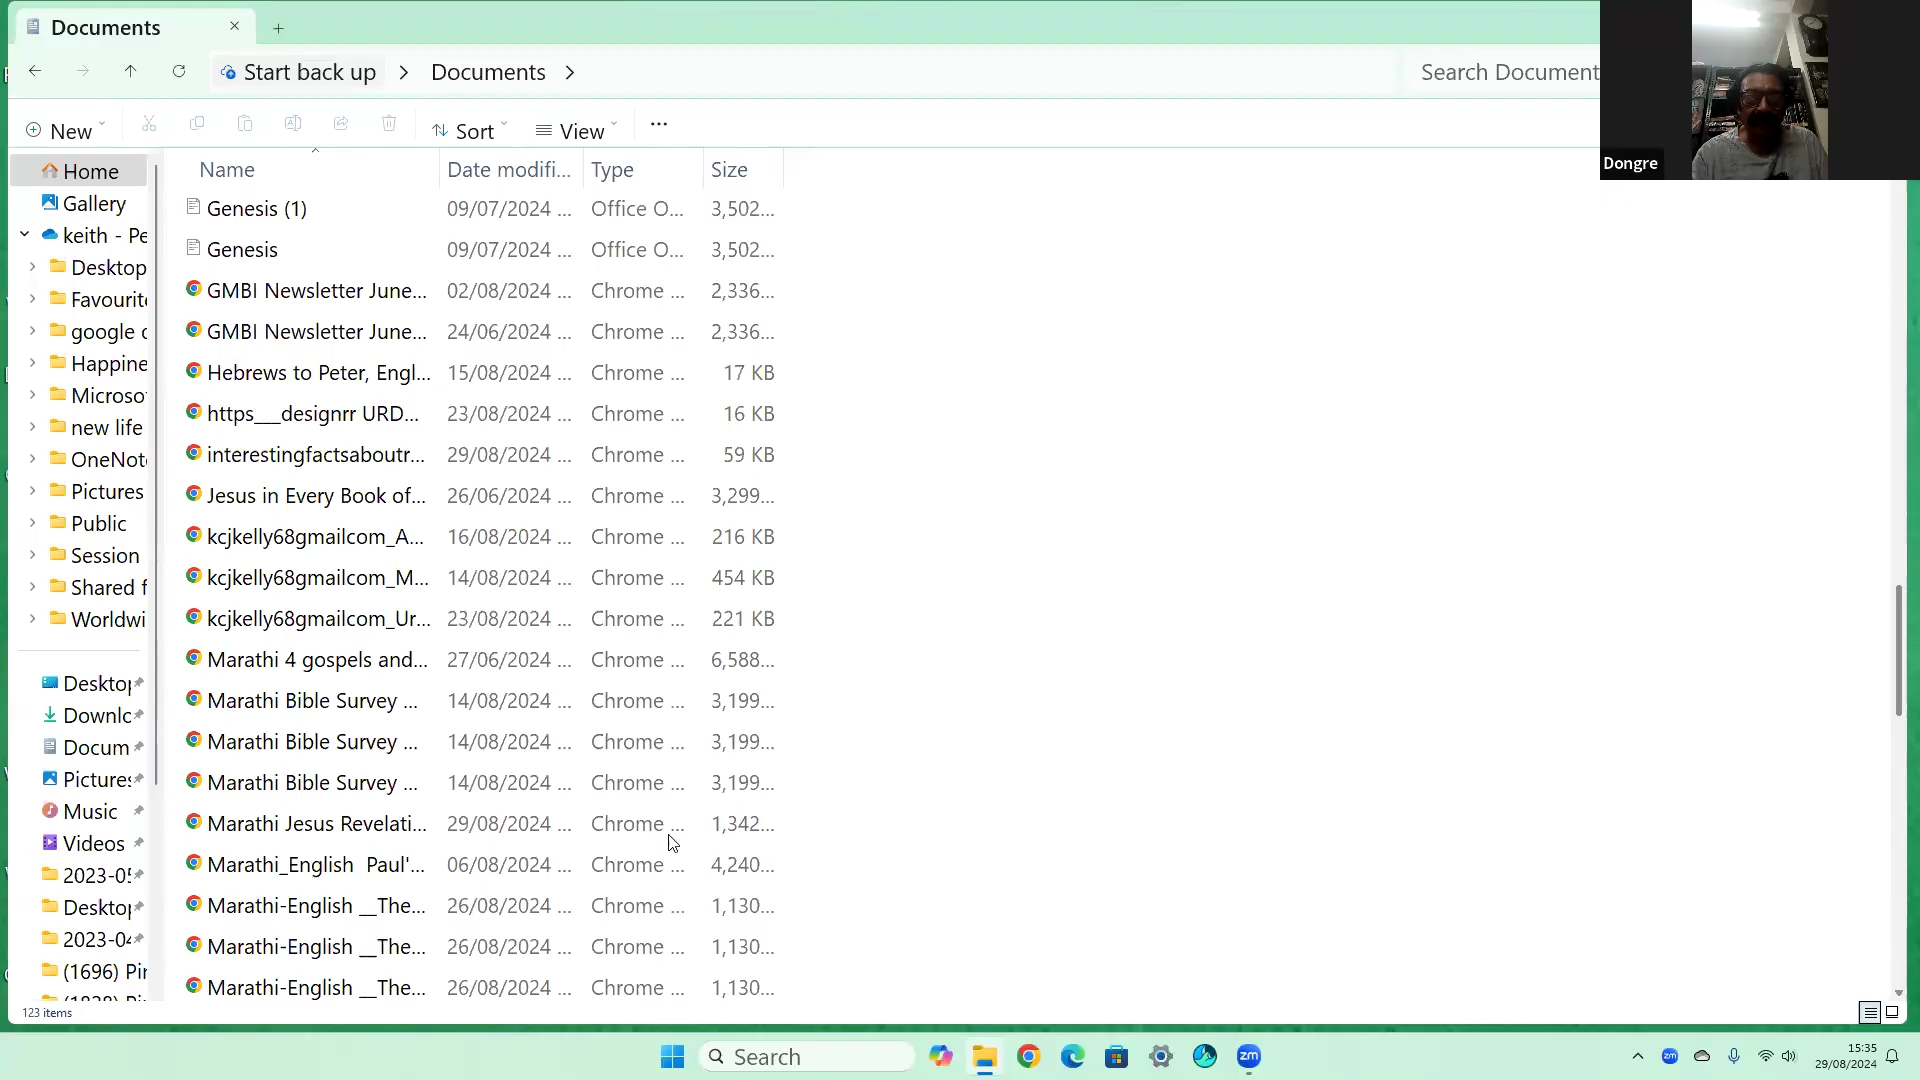 Documents
Start back up > Documents >
Search Document
New
Sort
View
Dongre
Name Date modifi... Type Size
Genesis (1) 09/07/2024 ... Office O... 3,502...
Genesis 09/07/2024 ... Office O... 3,502...
GMBI Newsletter June... 02/08/2024 ... Chrome ... 2,336...
GMBI Newsletter June... 24/06/2024 ... Chrome ... 2,336...
Hebrews to Peter, Engl... 15/08/2024 ... Chrome ... 17 KB
https___designrr URD... 23/08/2024 ... Chrome ... 16 KB
interestingfactsaboutr... 29/08/2024 ... Chrome ... 59 KB
Jesus in Every Book of... 26/06/2024 ... Chrome ... 3,299...
kcjkelly68gmailcom_A... 16/08/2024 ... Chrome ... 216 KB
kcjkelly68gmailcom_M... 14/08/2024 ... Chrome ... 454 KB
kcjkelly68gmailcom_Ur... 23/08/2024 ... Chrome ... 221 KB
Marathi 4 gospels and... 27/06/2024 ... Chrome ... 6,588...
Marathi Bible Survey ... 14/08/2024 ... Chrome ... 3,199...
Marathi Bible Survey ... 14/08/2024 ... Chrome ... 3,199...
Marathi Bible Survey ... 14/08/2024 ... Chrome ... 3,199...
Marathi Jesus Revelati... 29/08/2024 ... Chrome ... 1,342...
Marathi_English Paul'... 06/08/2024 ... Chrome ... 4,240...
Marathi-English __The... 26/08/2024 ... Chrome ... 1,130...
Marathi-English __The... 26/08/2024 ... Chrome ... 1,130...
Marathi-English __The... 26/08/2024 ... Chrome ... 1,130...
Home
Gallery
keith - Pe
Desktop
Favourite
google
Happine
Microso
new life
OneNot
Pictures
Public
Session
Shared f
Worldwi
Deskto
Downlo
Docum
Pictures
Music
Videos
2023-05
Deskto
2023-04
(1696) Pi
123 items
Search
zm
zm
15:35
29/08/2024